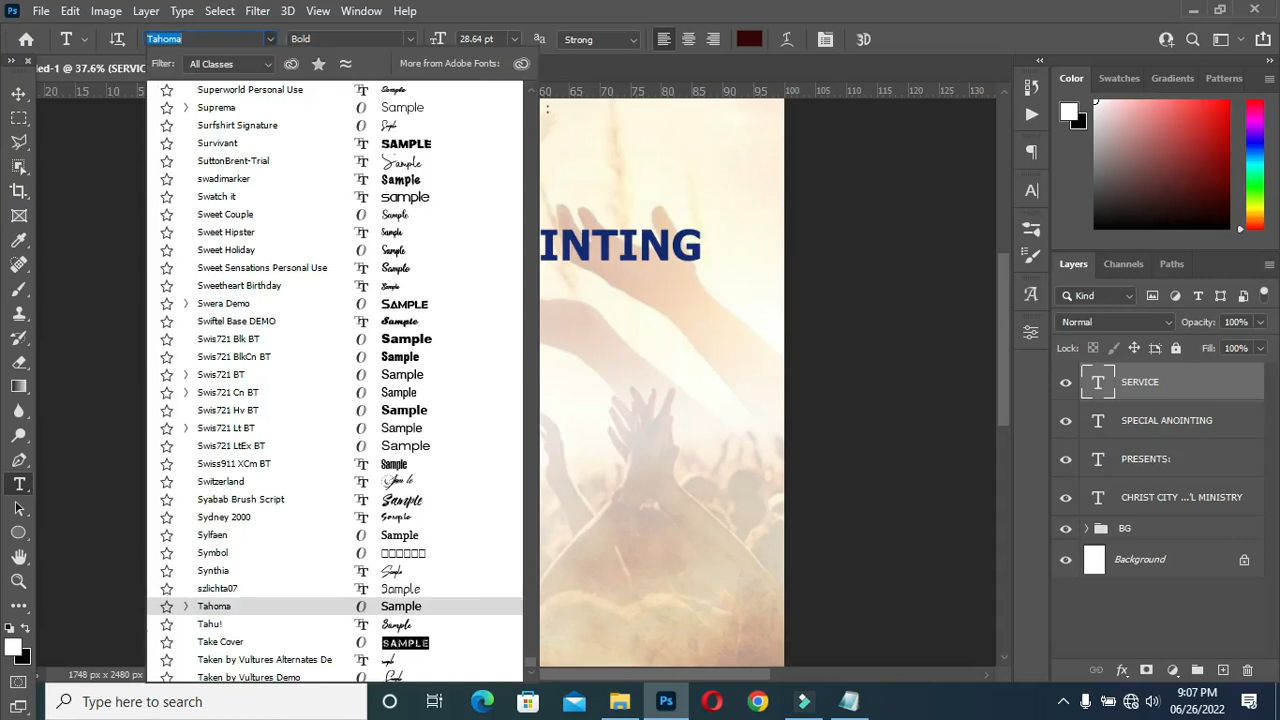 Ps File Edit Image Layer Type Select Filter 3D View Window Help
Tahoma Bold 28.64 pt aa Strong 3D
Filter: All Classes More from Adobe Fonts:
led-1 @ 37.6% (SERVIC
20 15 60 65 70 75 80 85 90 95 100 105 110 115 120 125 130
Superworld Personal Use Sample
Suprema Sample
Surfshirt Signature Sample
Survivant SAMPLE
SuttonBrent-Trial Sample
swadimarker Sample
Swatch it sample
Sweet Couple Sample
Sweet Hipster Sample
Sweet Holiday Sample
Sweet Sensations Personal Use Sample
Sweetheart Birthday Sample
Swera Demo SAMPLE
Swiftel Base DEMO Sample
Swis721 Blk BT Sample
Swis721 BlkCn BT Sample
Swis721 BT Sample
Swis721 Cn BT Sample
Swis721 Hv BT Sample
Swis721 Lt BT Sample
Swis721 LtEx BT Sample
Swiss911 XCm BT Sample
Switzerland Sample
Syabab Brush Script Sample
Sydney 2000 Sample
Sylfaen Sample
Symbol
Synthia Sample
szlichta07 Sample
Tahoma Sample
Tahu! Sample
Take Cover SAMPLE
Taken by Vultures Alternates De
Taken by Vultures Demo
:
INTING
Color Swatches Gradients Patterns
Layers Channels Paths
Kind
Normal Opacity: 100%
Lock: Fill: 100%
SERVICE
SPECIAL ANOINTING
PRESENTS:
CHRIST CITY ...'L MINISTRY
BG
Background
1748 px x 2480 px
Type here to search
9:07 PM
06/26/2022